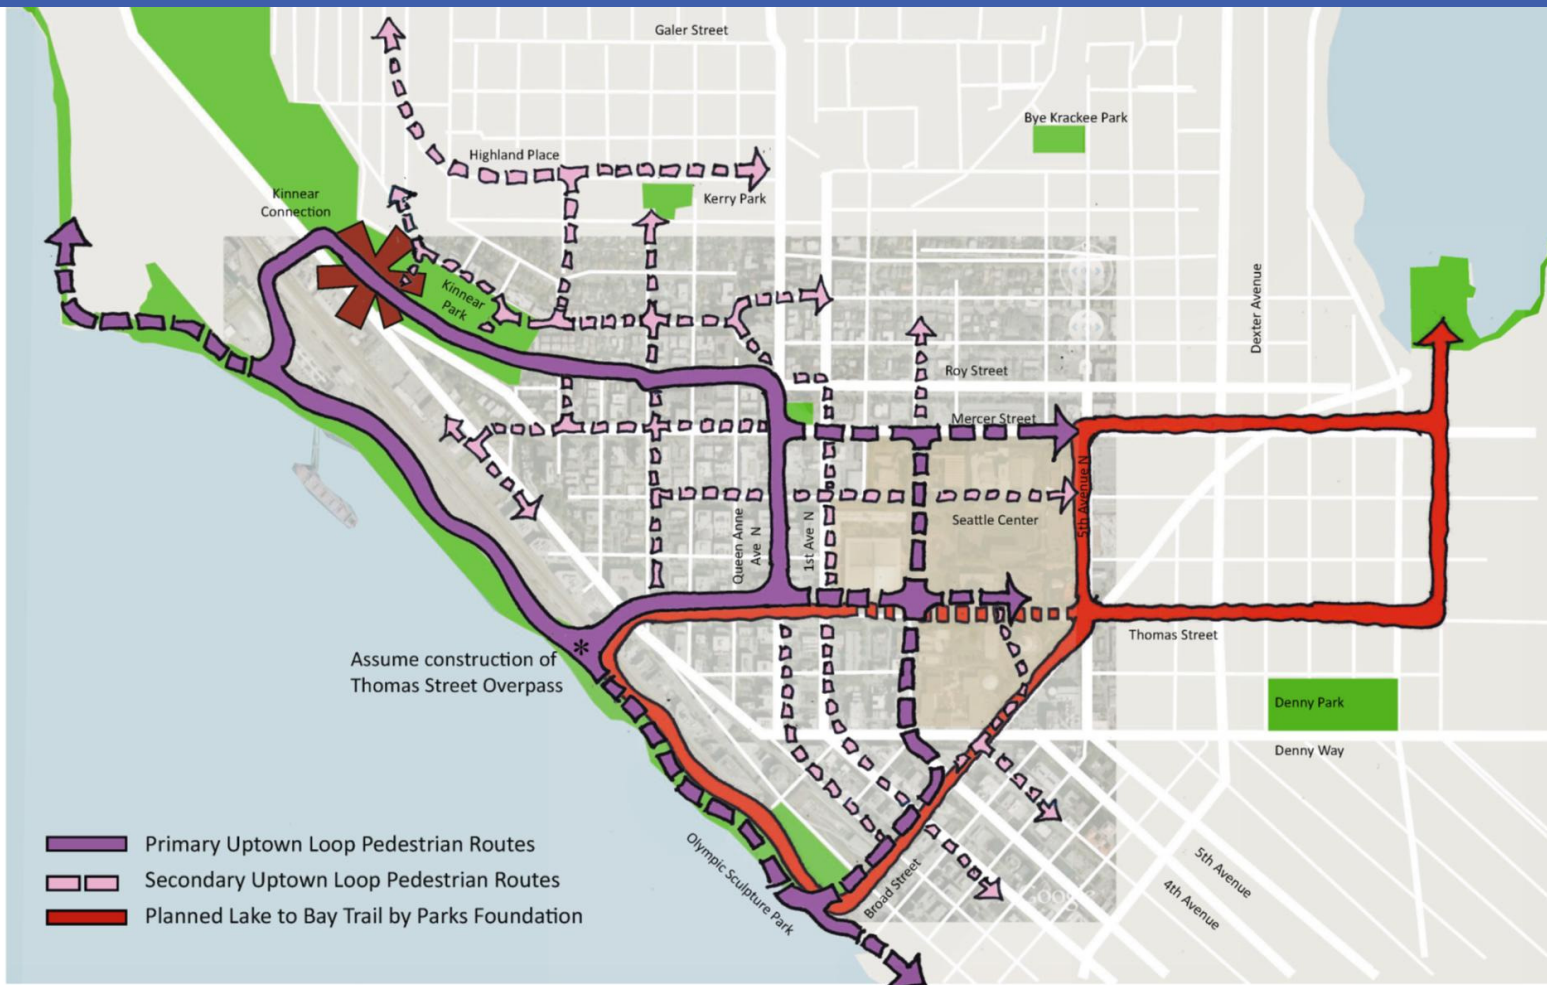 Galer Street
Bye Krackee Park
Highland Place
Kinnear
Connection
Kerry Park
Kinnear
Park
Dexter Avenue
Roy Street
Mercer Street
5th Avenue N
Seattle Center
Queen Anne
Ave N
1st Ave N
Thomas Street
*
Assume construction of
Thomas Street Overpass
Denny Park
Denny Way
Primary Uptown Loop Pedestrian Routes
Secondary Uptown Loop Pedestrian Routes
Planned Lake to Bay Trail by Parks Foundation
Olympic Sculpture Park
Broad Street
5th Avenue
4th Avenue